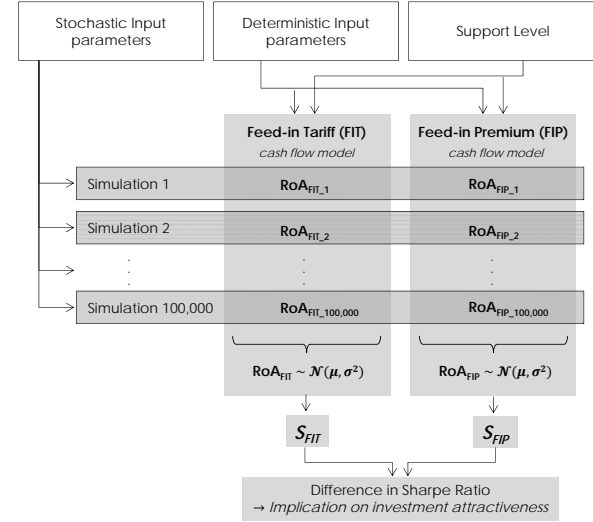 Stochastic Input
parameters
Deterministic Input
parameters
Support Level
Feed-in Tariff (FIT)
cash flow model
Feed-in Premium (FIP)
cash flow model
Simulation 1
RoA_FIT_1
RoA_FIP_1
Simulation 2
RoA_FIT_2
RoA_FIP_2
. . .
. . .
. . .
Simulation 100,000
RoA_FIT_100,000
RoA_FIP_100,000
RoA_FIT ~ 𝒩(μ, σ²)
RoA_FIP ~ 𝒩(μ, σ²)
S_FIT
S_FIP
Difference in Sharpe Ratio
→ Implication on investment attractiveness